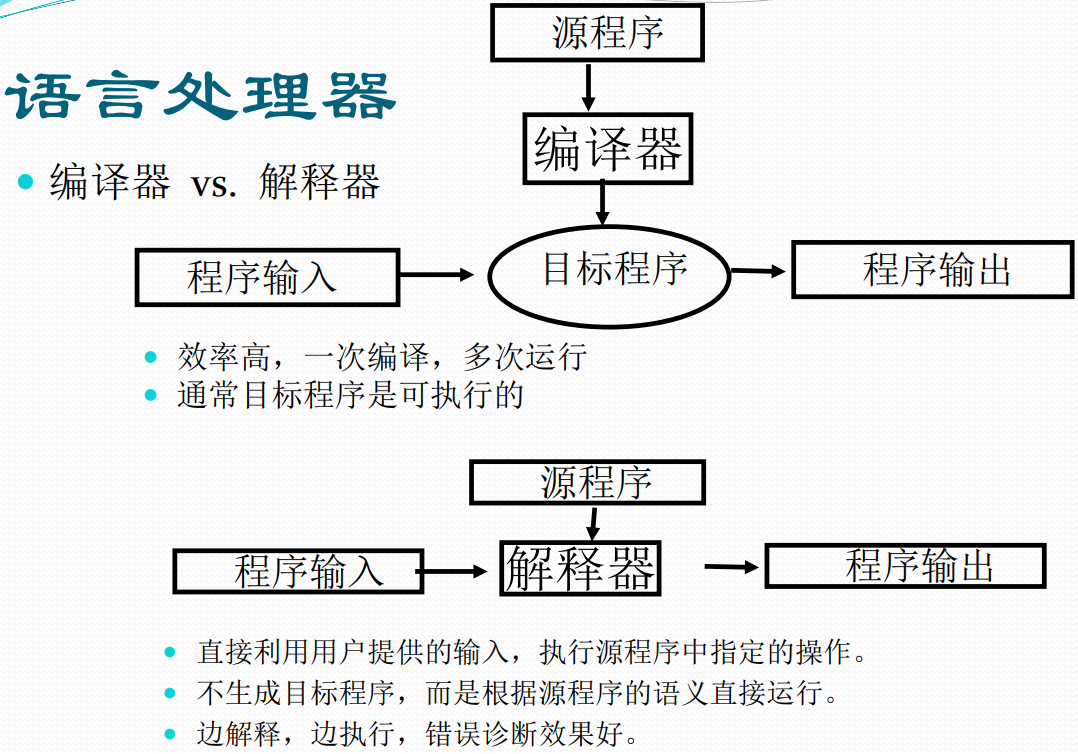 源程序
语言处理器
编译器
编译器 vs. 解释器
程序输入
目标程序
程序输出
效率高，一次编译，多次运行
通常目标程序是可执行的
源程序
程序输入
解释器
程序输出
直接利用用户提供的输入，执行源程序中指定的操作。
不生成目标程序，而是根据源程序的语义直接运行。
边解释，边执行，错误诊断效果好。